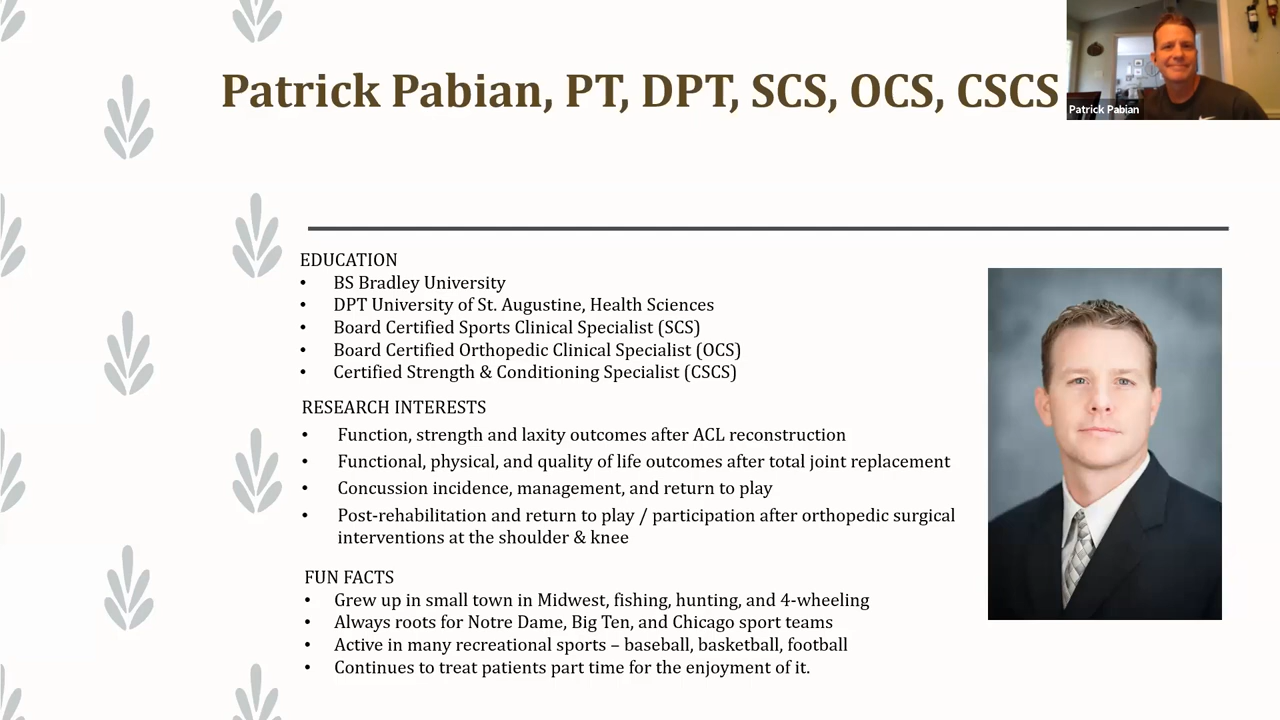 Patrick Pabian, PT, DPT, SCS, OCS, CSCS
Patrick Pabian
EDUCATION
• BS Bradley University
• DPT University of St. Augustine, Health Sciences
• Board Certified Sports Clinical Specialist (SCS)
• Board Certified Orthopedic Clinical Specialist (OCS)
• Certified Strength & Conditioning Specialist (CSCS)
RESEARCH INTERESTS
• Function, strength and laxity outcomes after ACL reconstruction
• Functional, physical, and quality of life outcomes after total joint replacement
• Concussion incidence, management, and return to play
• Post-rehabilitation and return to play / participation after orthopedic surgical
interventions at the shoulder & knee
FUN FACTS
• Grew up in small town in Midwest, fishing, hunting, and 4-wheeling
• Always roots for Notre Dame, Big Ten, and Chicago sport teams
• Active in many recreational sports – baseball, basketball, football
• Continues to treat patients part time for the enjoyment of it.